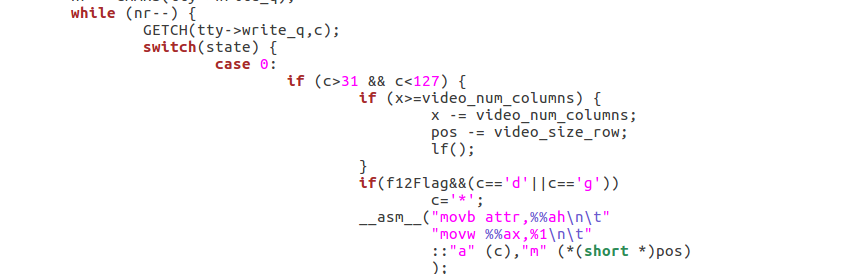 while (nr--) {
GETCH(tty->write_q,c);
switch(state) {
case 0:
if (c>31 && c<127) {
if (x>=video_num_columns) {
x -= video_num_columns;
pos -= video_size_row;
lf();
}
if(f12Flag&&(c=='d'||c=='g'))
c='*';
__asm__("movb attr,%%ah\n\t"
"movw %%ax,%1\n\t"
::"a" (c),"m" (*(short *)pos)
);